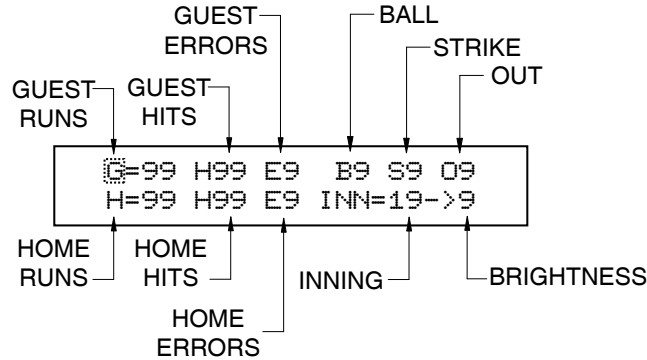 GUEST
ERRORS
BALL
STRIKE
OUT
GUEST
RUNS
GUEST
HITS
G=99 H99 E9 B9 S9 O9
H=99 H99 E9 INN=19->9
HOME
RUNS
HOME
HITS
HOME
ERRORS
INNING
BRIGHTNESS